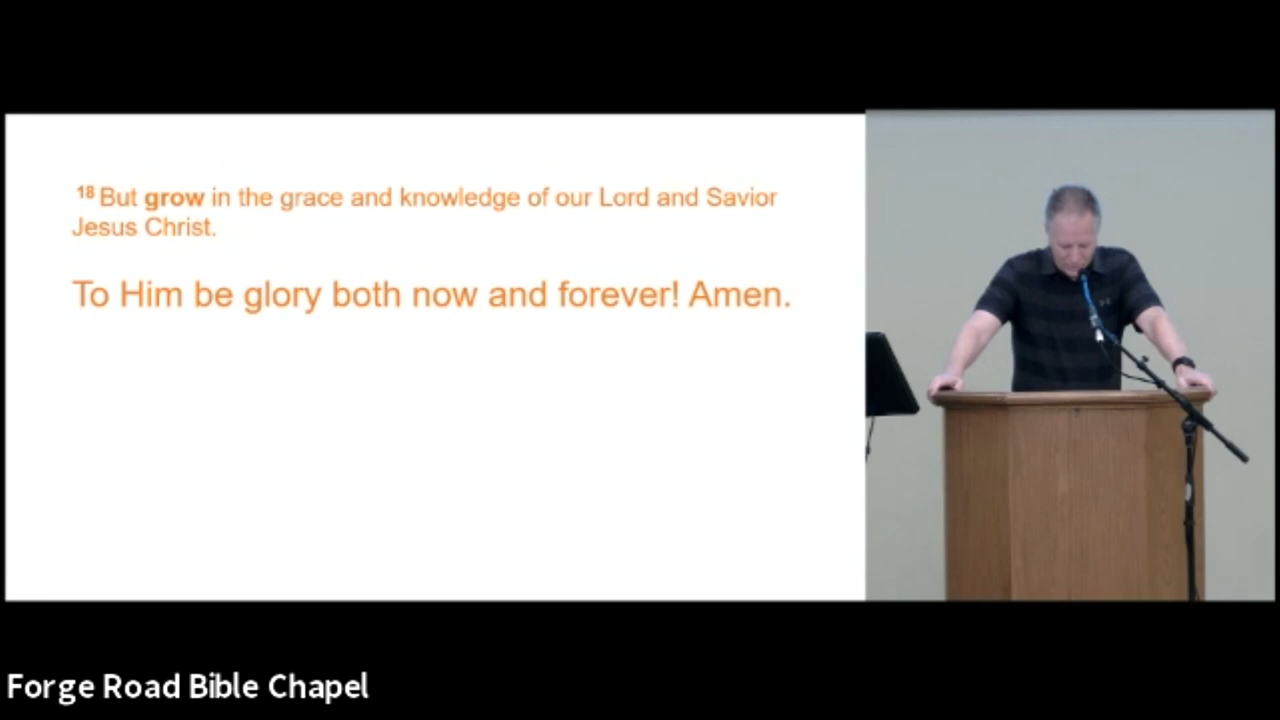 18 But grow in the grace and knowledge of our Lord and Savior
Jesus Christ.
To Him be glory both now and forever! Amen.
Forge Road Bible Chapel